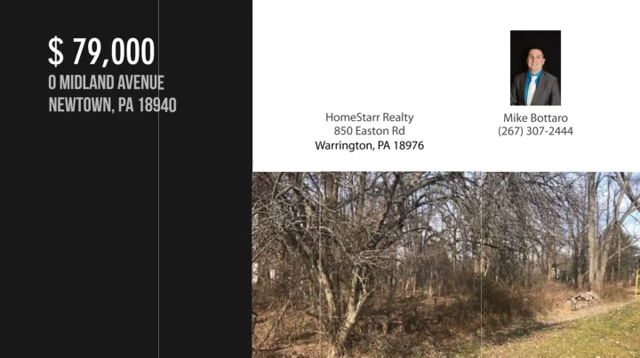 $ 79,000
0 MIDLAND AVENUE
NEWTOWN, PA 18940
HomeStarr Realty
850 Easton Rd
Warrington, PA 18976
Mike Bottaro
(267) 307-2444